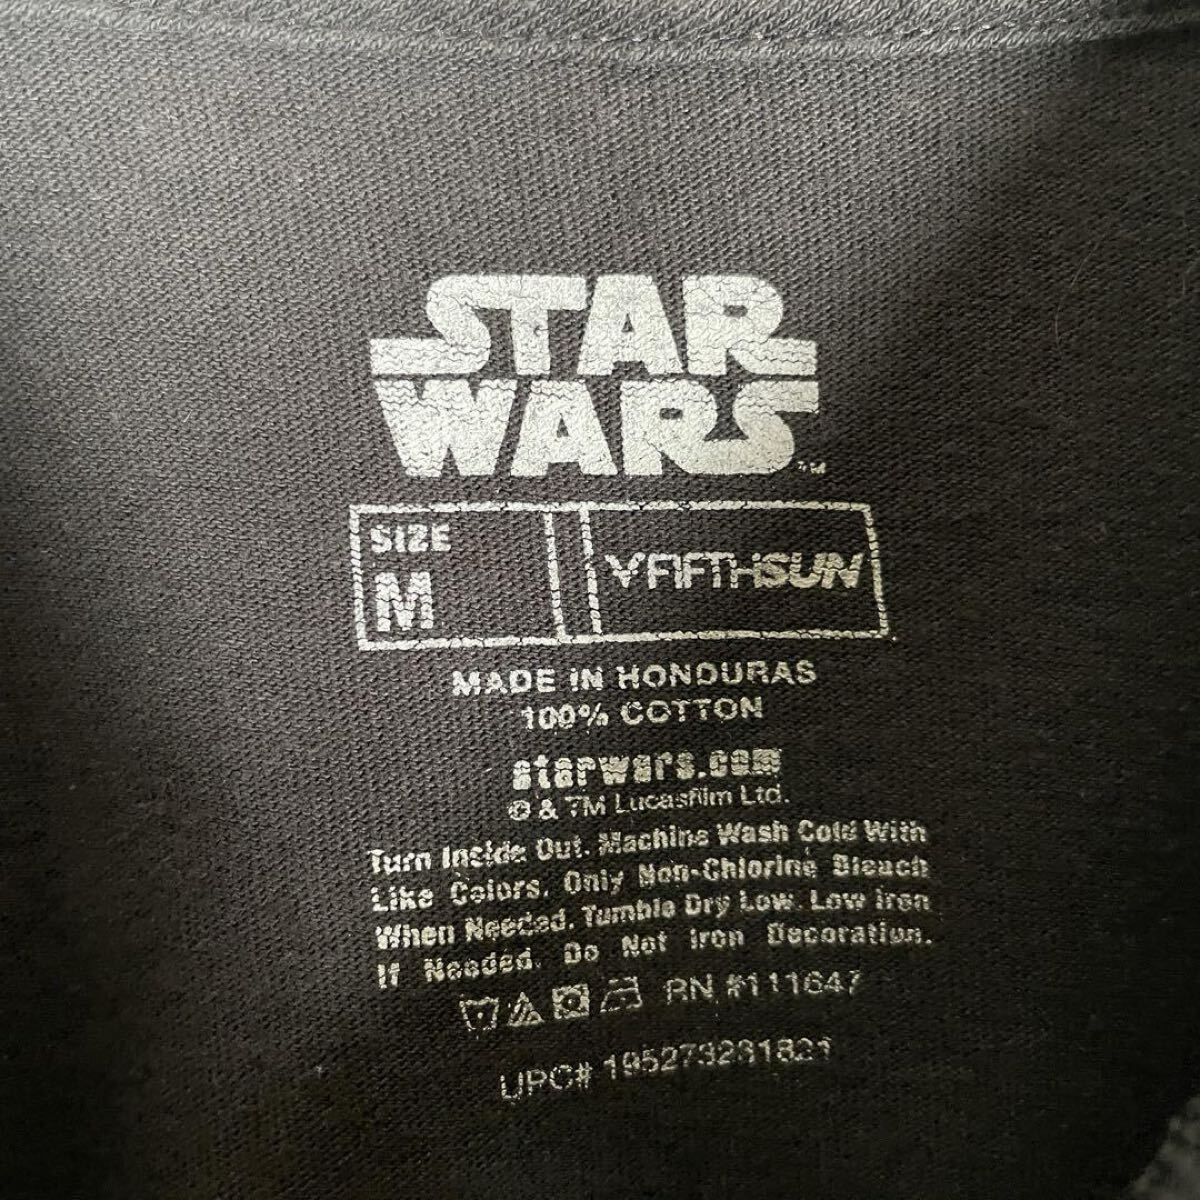 STAR
WARS™
SIZE
M
FIFTHSUN
MADE IN HONDURAS
100% COTTON
starwars.com
© & TM Lucasfilm Ltd.
Turn Inside Out. Machine Wash Cold With
Like Colors. Only Non-Chlorine Bleach
When Needed. Tumble Dry Low. Low Iron
If Needed. Do Not Iron Decoration.
RN #111647
UPC# 195273281821